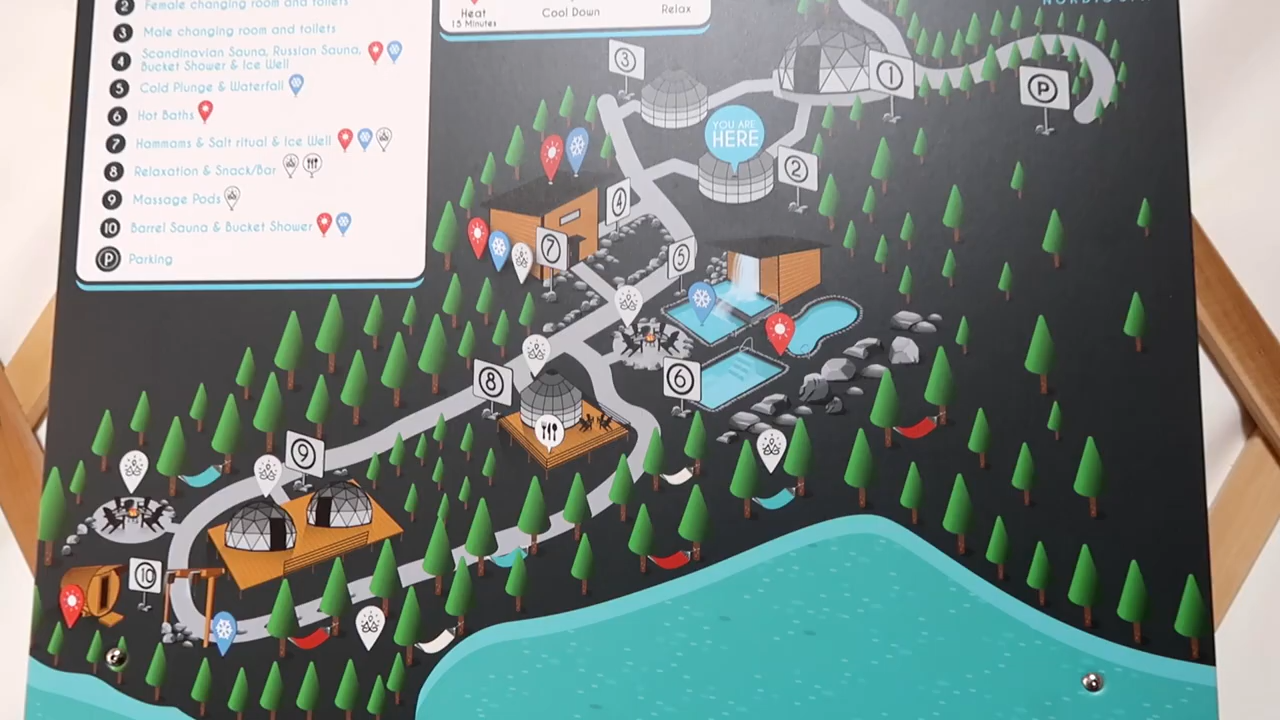 2 Female changing room and toilets
3 Male changing room and toilets
4 Scandinavian Sauna, Russian Sauna,
Bucket Shower & Ice Well
5 Cold Plunge & Waterfall
6 Hot Baths
7 Hammams & Salt ritual & Ice Well
8 Relaxation & Snack/Bar
9 Massage Pods
10 Barrel Sauna & Bucket Shower
P Parking
Heat
15 Minutes
Cool Down
Relax
3
1
P
YOU ARE
HERE
2
4
7
5
8
6
9
10